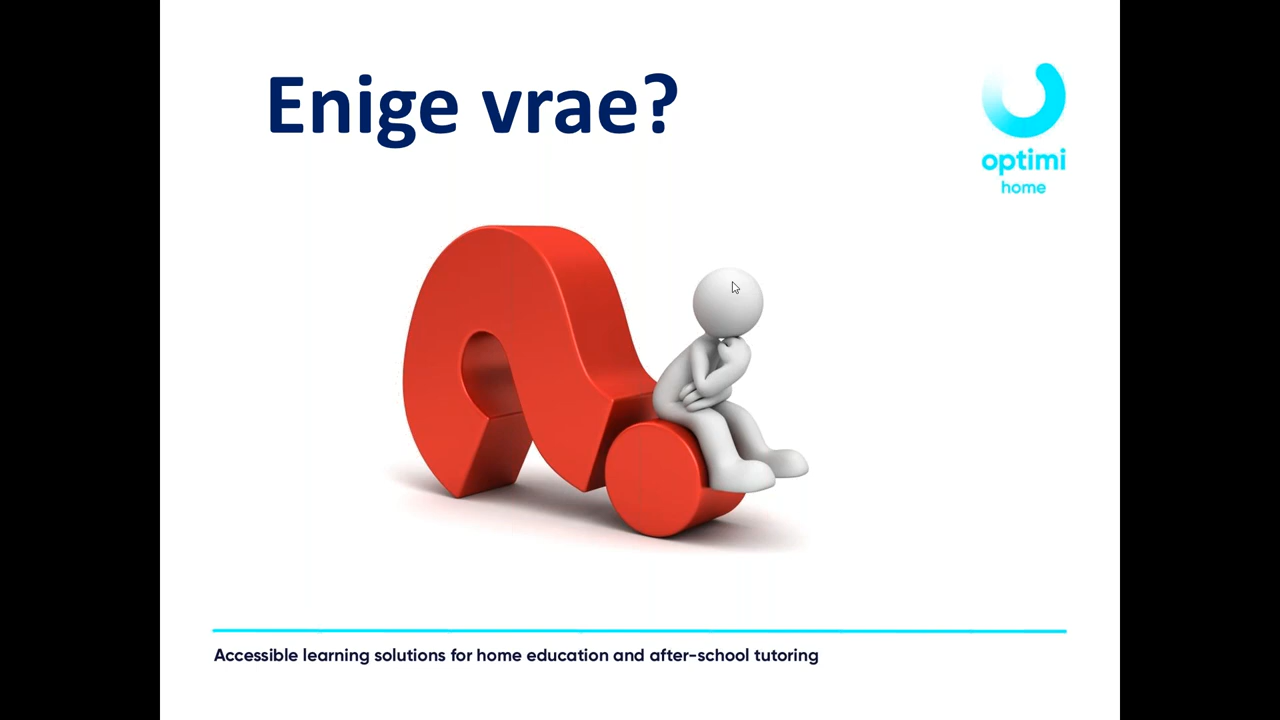 Enige vrae?
optimi
home
Accessible learning solutions for home education and after-school tutoring